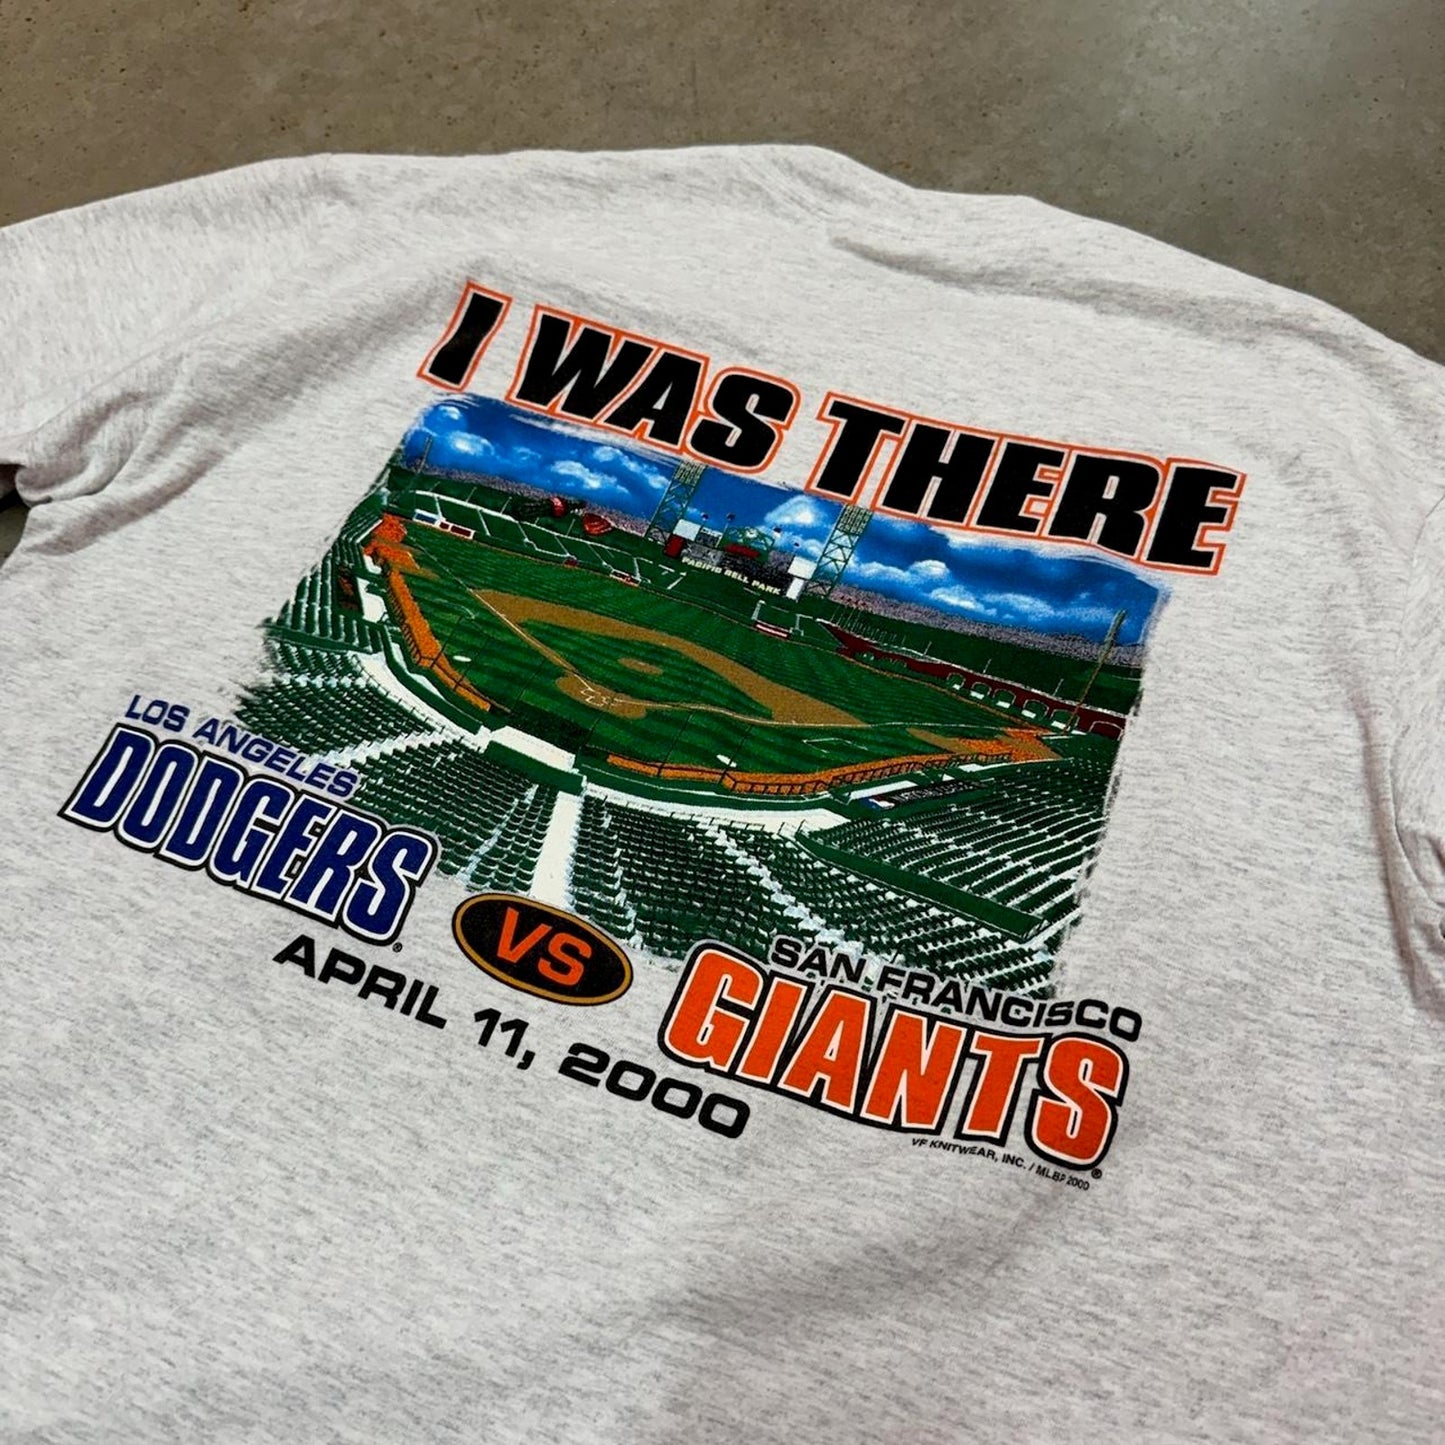 I WAS THERE
PACIFIC BELL PARK
LOS ANGELES
DODGERS®
VS
SAN FRANCISCO
GIANTS®
APRIL 11, 2000
VF KNITWEAR, INC. / MLBP 2000